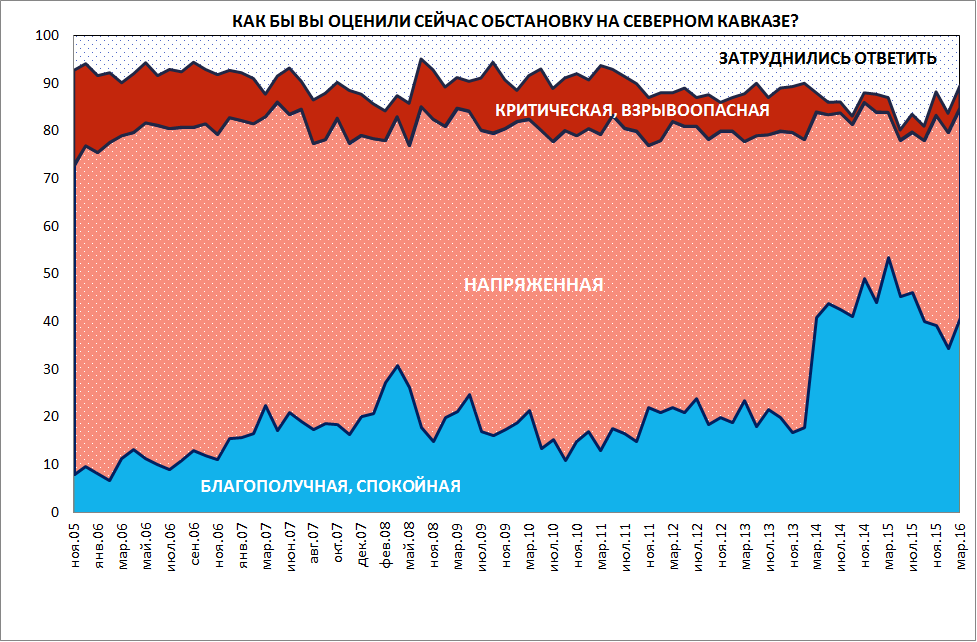 КАК БЫ ВЫ ОЦЕНИЛИ СЕЙЧАС ОБСТАНОВКУ НА СЕВЕРНОМ КАВКАЗЕ?
100
ЗАТРУДНИЛИСЬ ОТВЕТИТЬ
90
КРИТИЧЕСКАЯ, ВЗРЫВООПАСНАЯ
80
70
60
50
НАПРЯЖЕННАЯ
40
30
20
10
БЛАГОПОЛУЧНАЯ, СПОКОЙНАЯ
0
ноя.05
янв.06
мар.06
май.06
июл.06
сен.06
ноя.06
янв.07
мар.07
июн.07
авг.07
окт.07
дек.07
фев.08
май.08
ноя.08
мар.09
июл.09
ноя.09
мар.10
июл.10
ноя.10
мар.11
июл.11
ноя.11
мар.12
июл.12
ноя.12
мар.13
июл.13
ноя.13
мар.14
июл.14
ноя.14
мар.15
июл.15
ноя.15
мар.16